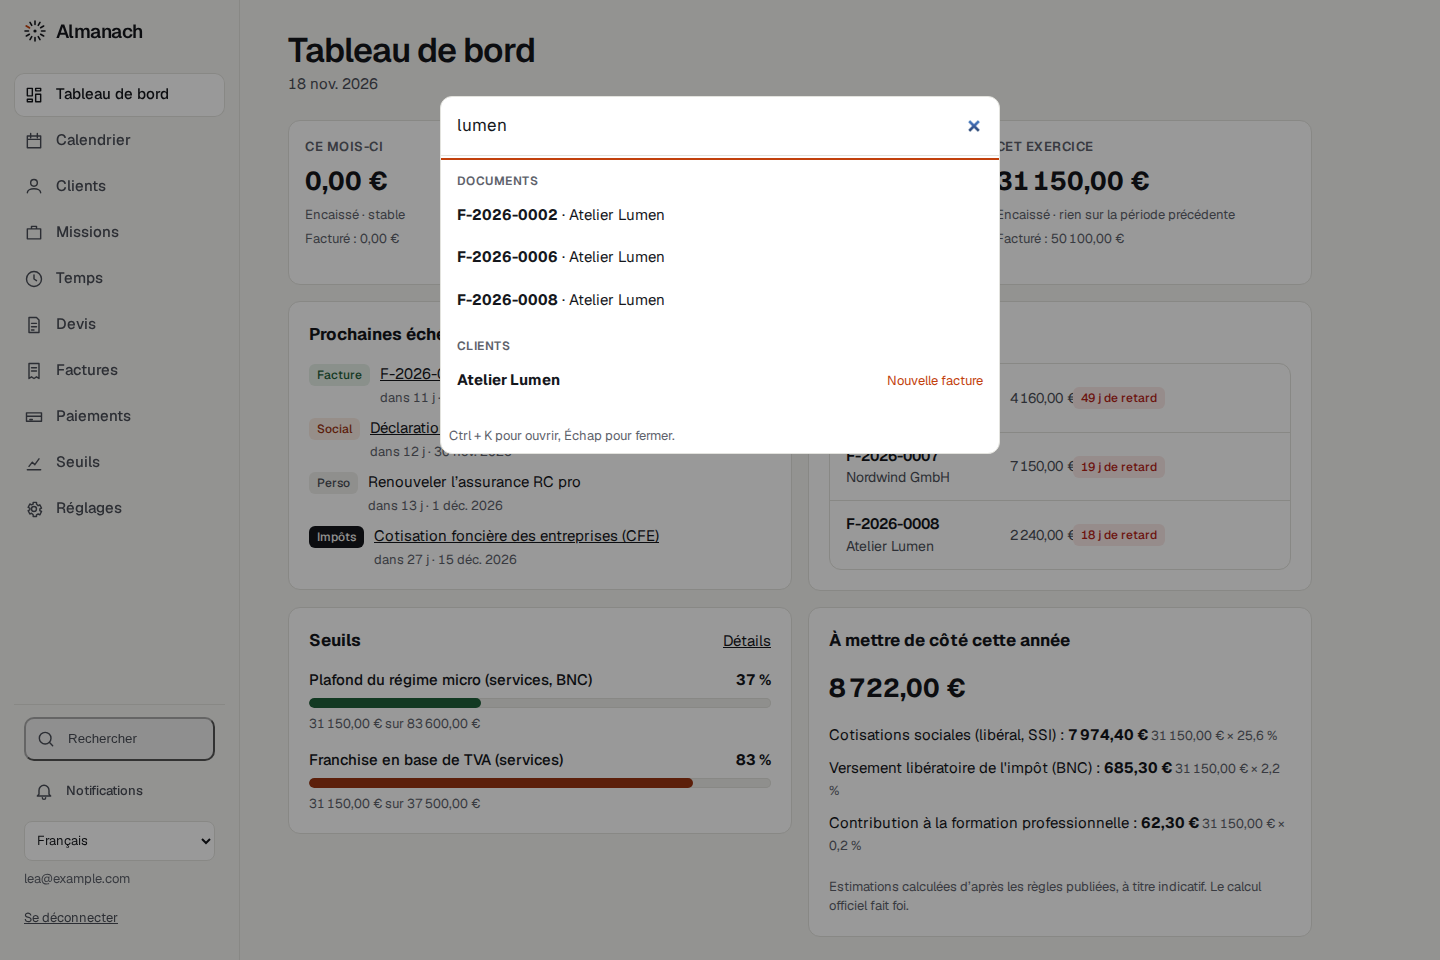 Almanach
Tableau de bord
Calendrier
Clients
Missions
Temps
Devis
Factures
Paiements
Seuils
Réglages
Rechercher
Notifications
Français
lea@example.com
Se déconnecter
Tableau de bord
18 nov. 2026
CE MOIS-CI
0,00 €
Encaissé · stable
Facturé : 0,00 €
CET EXERCICE
31 150,00 €
Encaissé · rien sur la période précédente
Facturé : 50 100,00 €
lumen
DOCUMENTS
F-2026-0002 · Atelier Lumen
F-2026-0006 · Atelier Lumen
F-2026-0008 · Atelier Lumen
CLIENTS
Atelier Lumen
Nouvelle facture
Ctrl + K pour ouvrir, Échap pour fermer.
Prochaines
Facture
dans 11 j
Social
dans 12 j
Perso Renouveler l'assurance RC pro
dans 13 j · 1 déc. 2026
Impôts Cotisation foncière des entreprises (CFE)
dans 27 j · 15 déc. 2026
4 160,00 € 49 j de retard
F-2026-0007
Nordwind GmbH
7 150,00 € 19 j de retard
F-2026-0008
Atelier Lumen
2 240,00 € 18 j de retard
Seuils
Détails
Plafond du régime micro (services, BNC) 37 %
31 150,00 € sur 83 600,00 €
Franchise en base de TVA (services) 83 %
31 150,00 € sur 37 500,00 €
À mettre de côté cette année
8 722,00 €
Cotisations sociales (libéral, SSI) : 7 974,40 € 31 150,00 € × 25,6 %
Versement libératoire de l'impôt (BNC) : 685,30 € 31 150,00 € × 2,2
%
Contribution à la formation professionnelle : 62,30 € 31 150,00 € ×
0,2 %
Estimations calculées d'après les règles publiées, à titre indicatif. Le calcul
officiel fait foi.